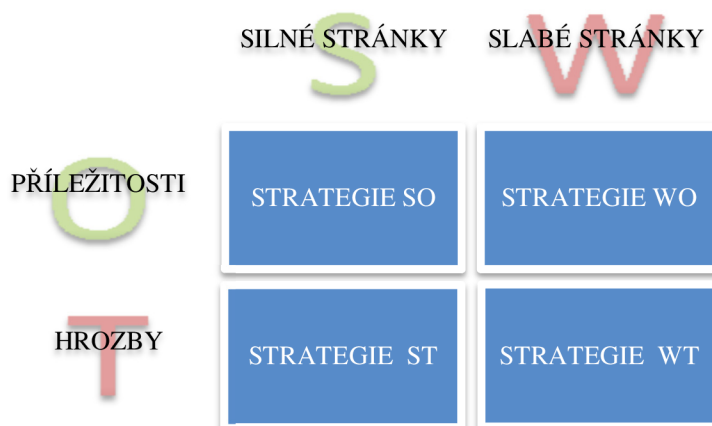 SILNÉ STRÁNKY SLABÉ STRÁNKY
S W
PŘÍLEŽITOSTI
O
STRATEGIE SO STRATEGIE WO
HROZBY
T
STRATEGIE ST STRATEGIE WT